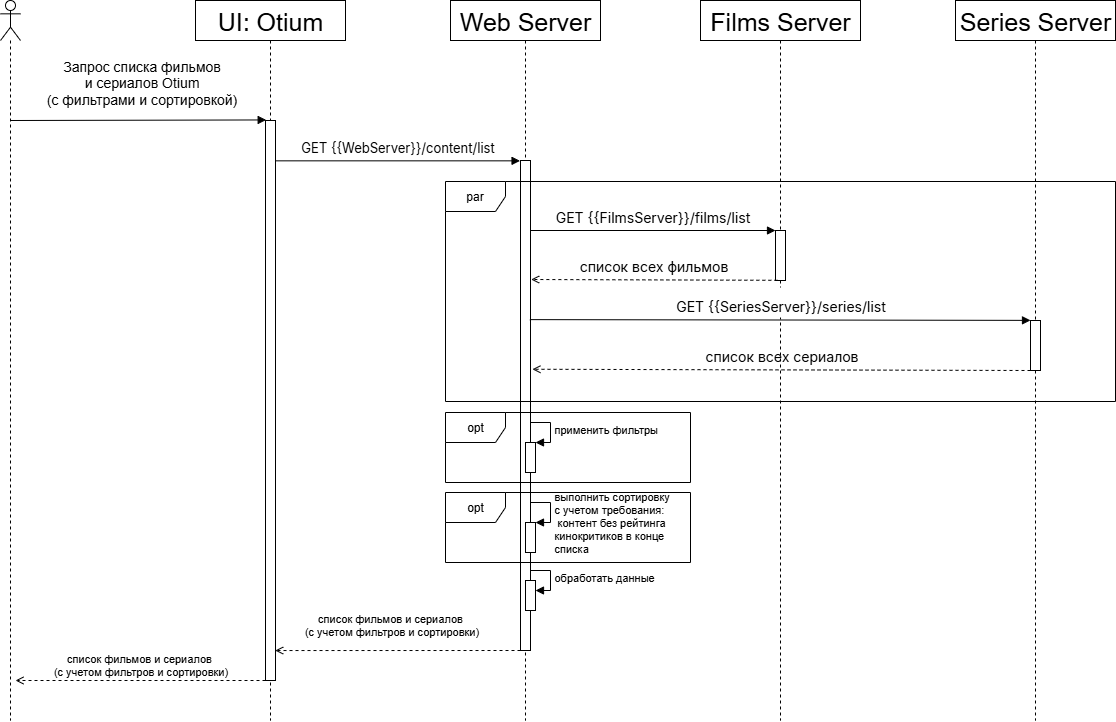 UI: Otium
Web Server
Films Server
Series Server
Запрос списка фильмов
и сериалов Otium
(с фильтрами и сортировкой)
GET {{WebServer}}/content/list
par
GET {{FilmsServer}}/films/list
список всех фильмов
GET {{SeriesServer}}/series/list
список всех сериалов
opt
применить фильтры
opt
выполнить сортировку
с учетом требования:
контент без рейтинга
кинокритиков в конце
списка
обработать данные
список фильмов и сериалов
(с учетом фильтров и сортировки)
список фильмов и сериалов
(с учетом фильтров и сортировки)